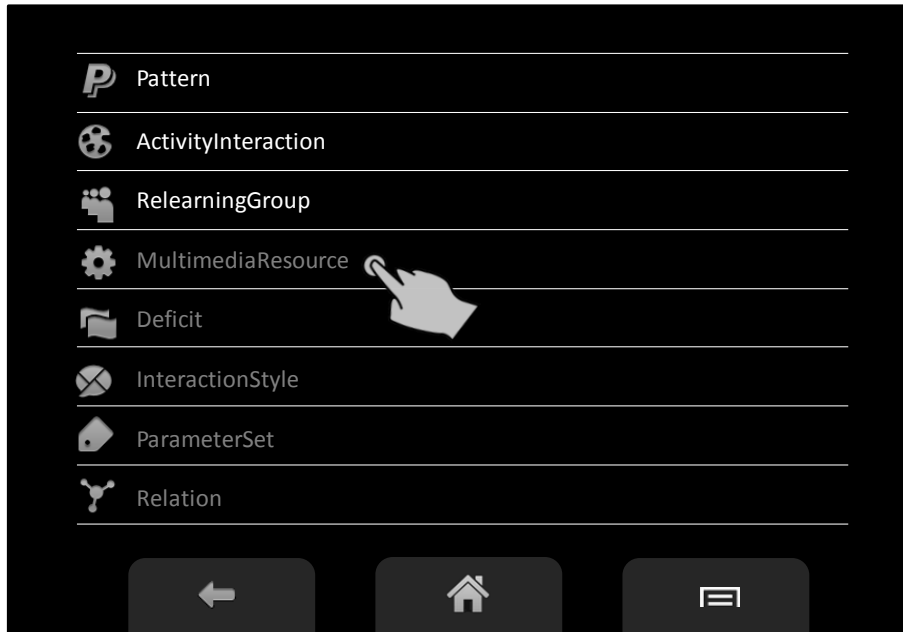 Pattern
ActivityInteraction
RelearningGroup
MultimediaResource
Deficit
InteractionStyle
ParameterSet
Relation